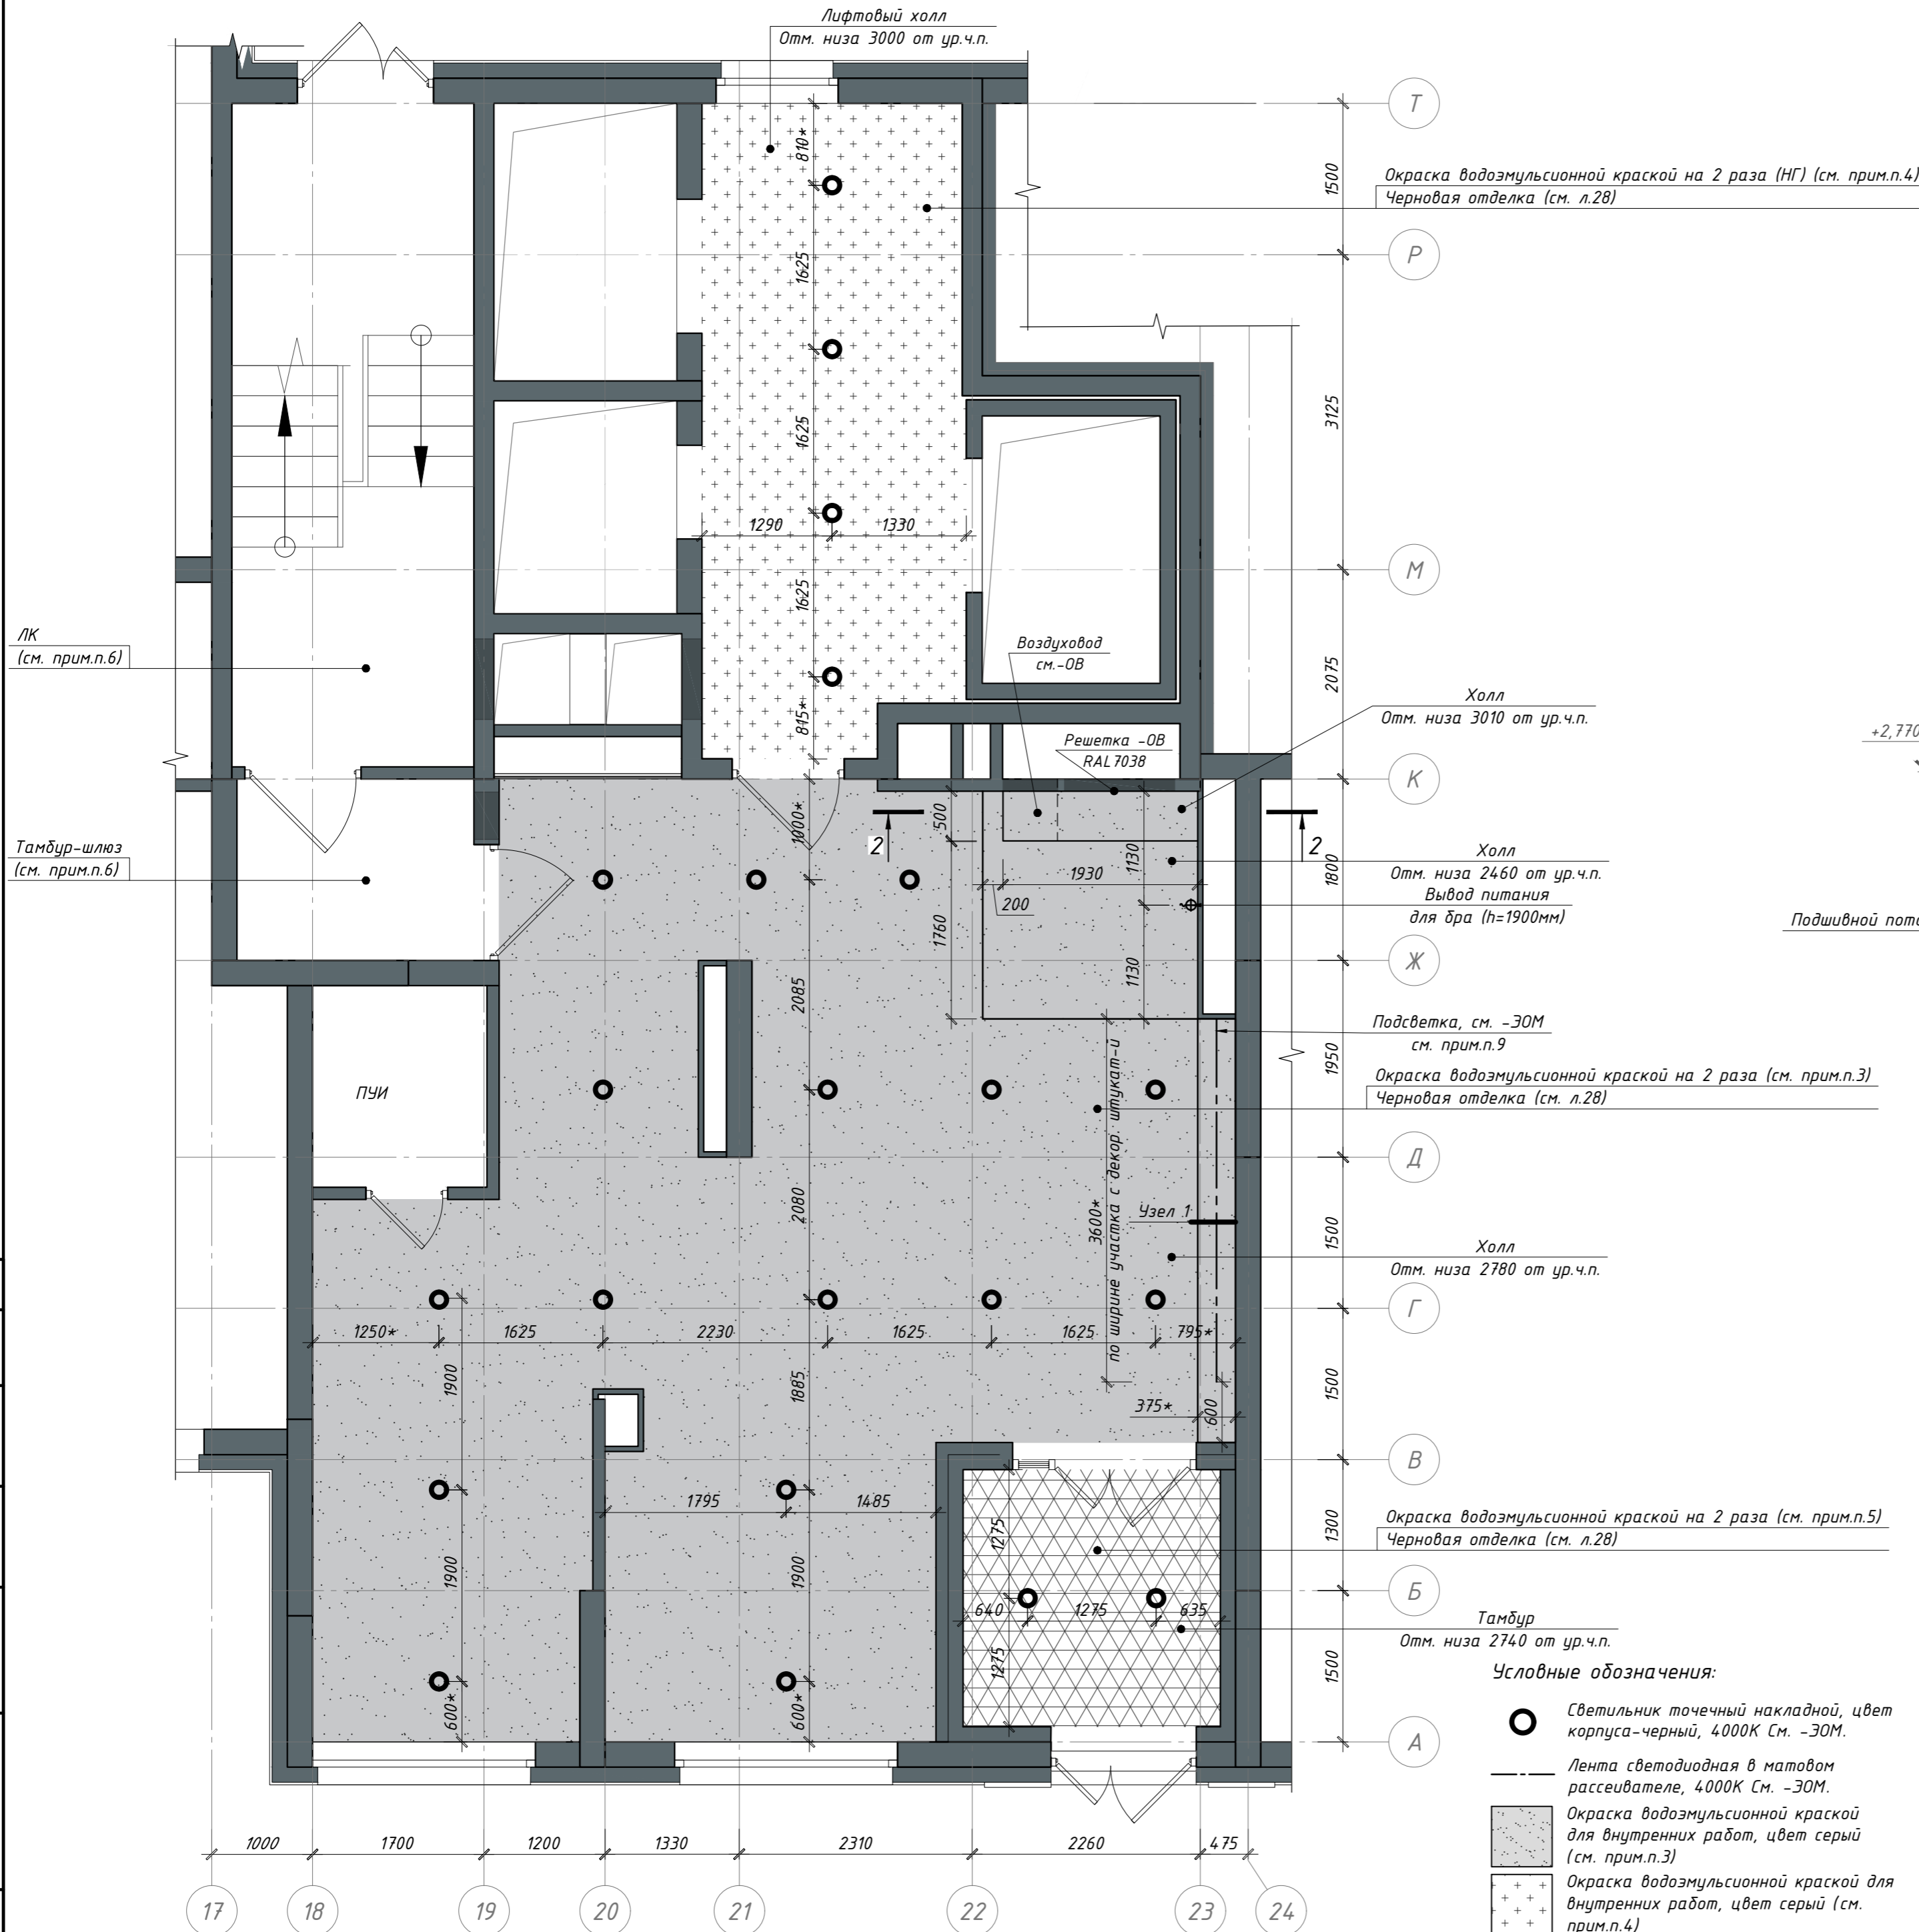 Лифтовый холл
Отм. низа 3000 от ур.ч.п.
Т
810*
1500
Окраска водоэмульсионной краской на 2 раза (НГ) (см. прим.п.4)
Черновая отделка (см. л.28)
Р
1625
3125
1625
1290
1330
М
1625
ЛК
(см. прим.п.6)
Воздуховод
см.-ОВ
2075
Холл
Отм. низа 3010 от ур.ч.п.
815*
Решетка -ОВ
RAL7038
+2,770
К
1000*
500
2
2
1130
1800
Тамбур-шлюз
(см. прим.п.6)
Холл
Отм. низа 2460 от ур.ч.п.
1930
200
Вывод питания
для бра (h=1900мм)
1760
Ж
1130
2085
Подсветка, см. -ЭОМ
см. прим.п.9
1950
ПУИ
Окраска водоэмульсионной краской на 2 раза (см. прим.п.3)
Черновая отделка (см. л.28)
3600*
по ширине участка с декор. штукат-й
Д
2080
Узел 1
1500
Холл
Отм. низа 2780 от ур.ч.п.
Г
1250*
1625
2230
1625
1625
795*
1900
1885
1500
375*
600
В
1795
1485
1275
1300
Окраска водоэмульсионной краской на 2 раза (см. прим.п.5)
Черновая отделка (см. л.28)
1900
1900
Б
640
1275
635
Тамбур
Отм. низа 2740 от ур.ч.п.
1275
1500
600*
600*
А
Условные обозначения:
Светильник точечный накладной, цвет
корпуса-черный, 4000К См. -ЭОМ.
Лента светодиодная в матовом
рассеивателе, 4000К См. -ЭОМ.
Окраска водоэмульсионной краской
для внутренних работ, цвет серый
(см. прим.п.3)
Окраска водоэмульсионной краской для
внутренних работ, цвет серый (см.
прим.п.4)
1000
1700
1200
1330
2310
2260
475
17
18
19
20
21
22
23
24